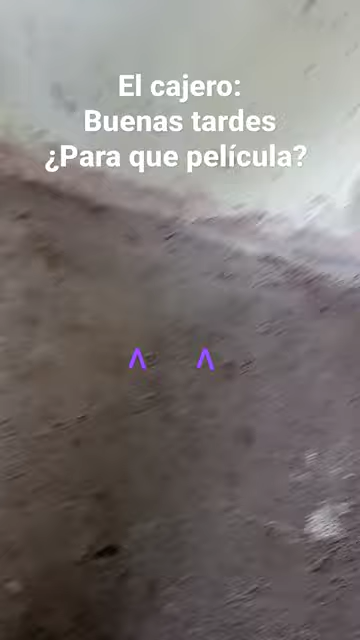 El cajero:
Buenas tardes
¿Para que película?
^ ^